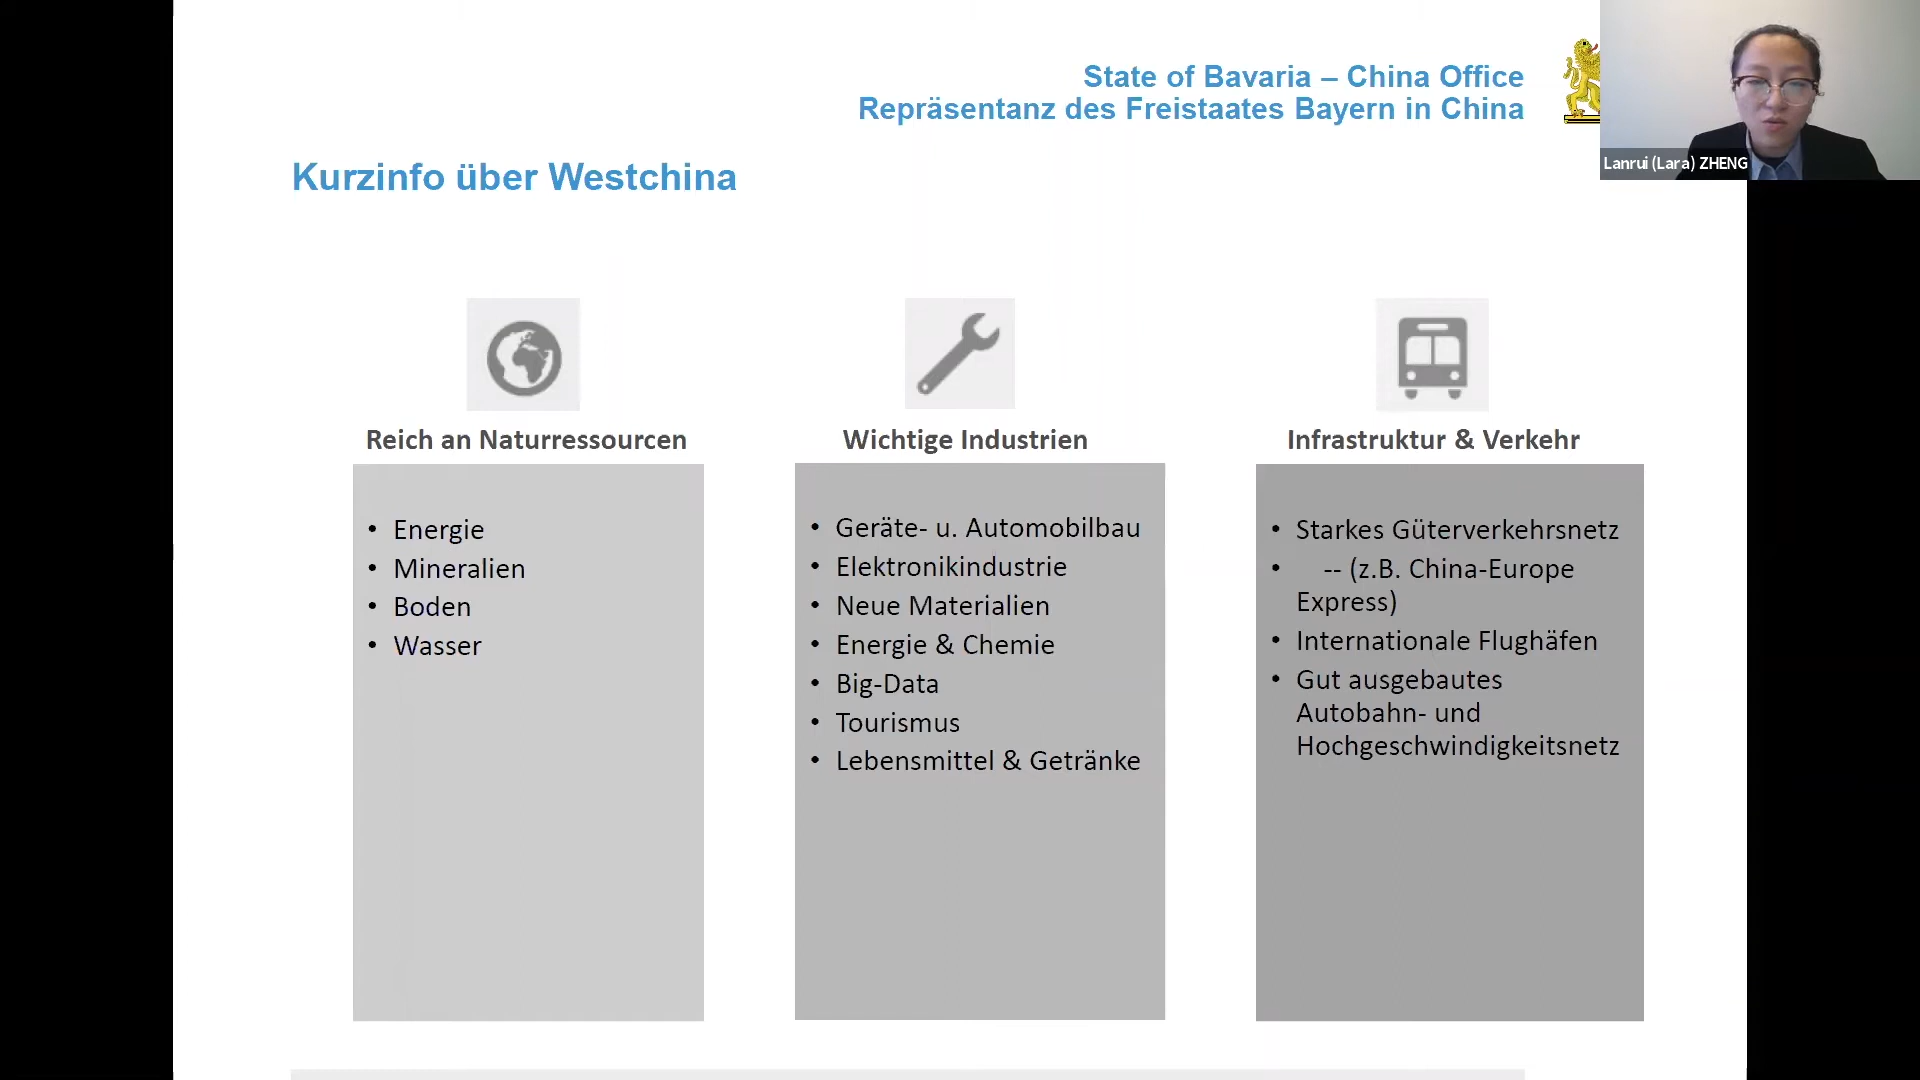 State of Bavaria – China Office
Repräsentanz des Freistaates Bayern in China
Lanrui (Lara) ZHENG
Kurzinfo über Westchina
Reich an Naturressourcen
• Energie
• Mineralien
• Boden
• Wasser
Wichtige Industrien
• Geräte- u. Automobilbau
• Elektronikindustrie
• Neue Materialien
• Energie & Chemie
• Big-Data
• Tourismus
• Lebensmittel & Getränke
Infrastruktur & Verkehr
• Starkes Güterverkehrsnetz
• -- (z.B. China-Europe
Express)
• Internationale Flughäfen
• Gut ausgebautes
Autobahn- und
Hochgeschwindigkeitsnetz